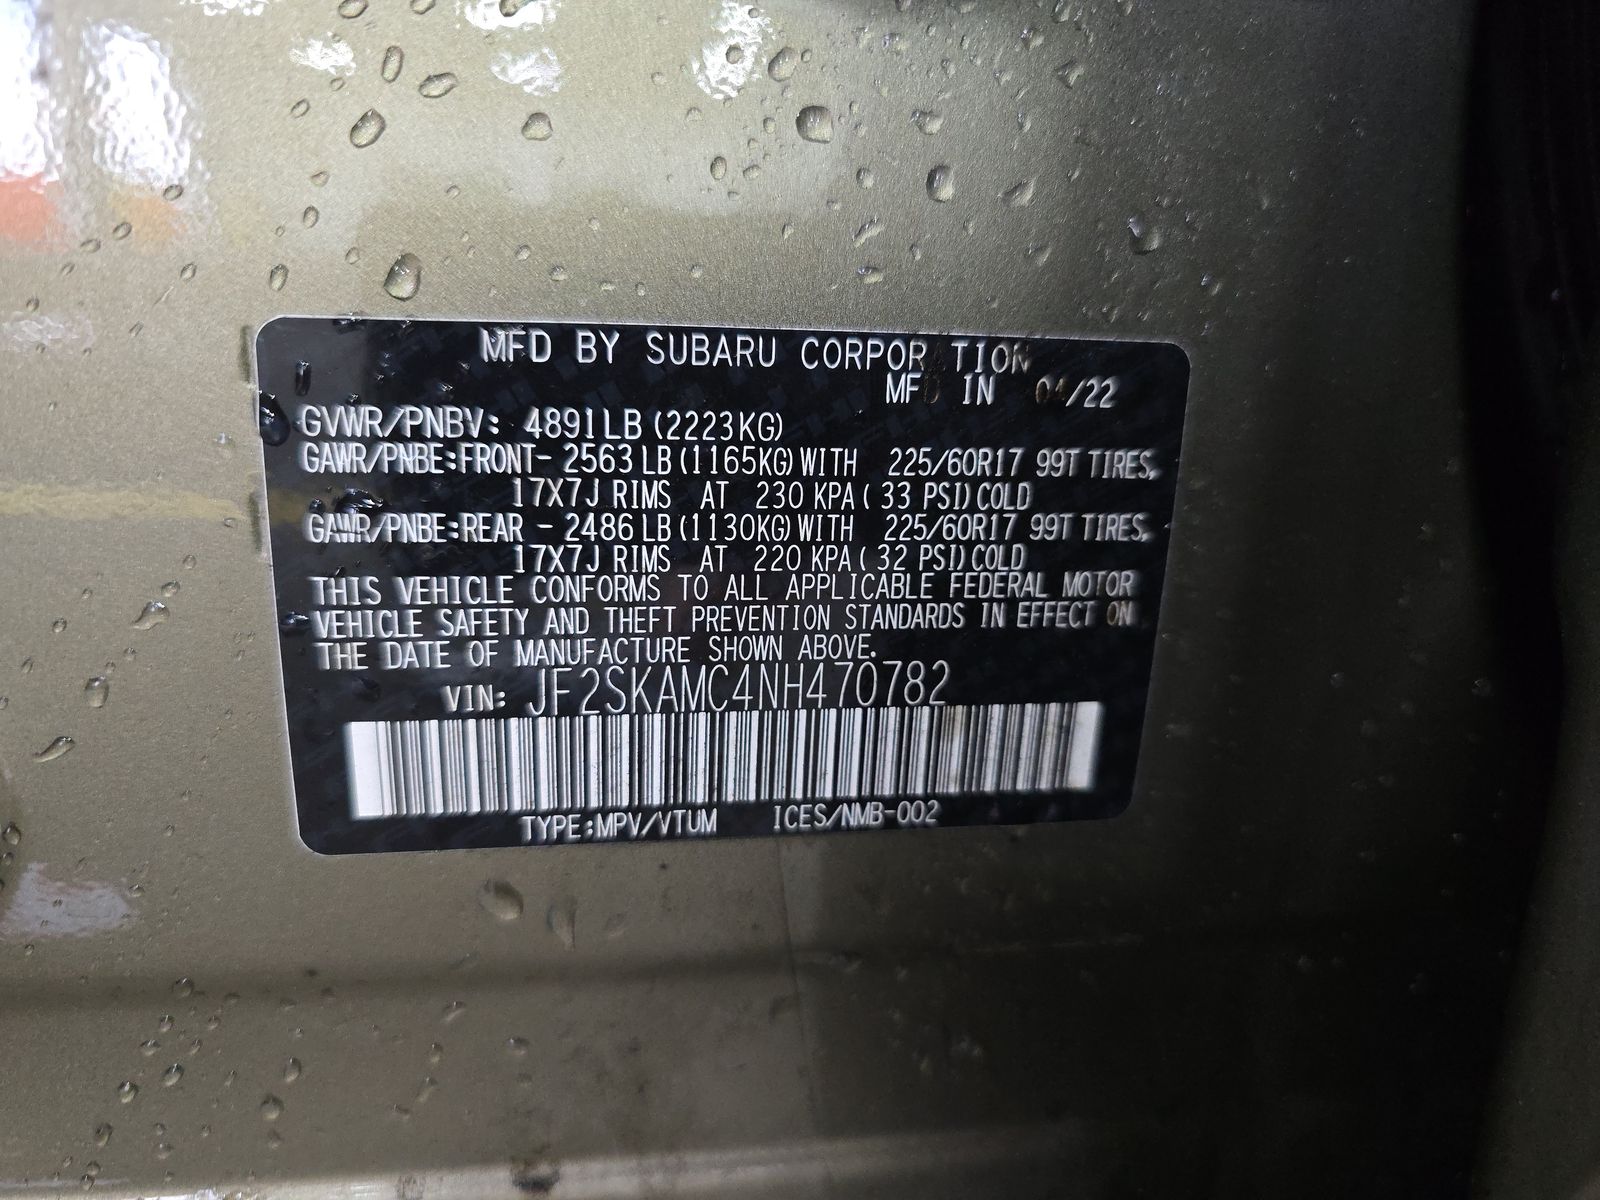 MFD BY SUBARU CORPORATION
MFD IN 04/22
GVWR/PNBV: 4891LB (2223KG)
GAWR/PNBE:FRONT- 2563 LB (1165KG) WITH 225/60R17 99T TIRES,
17X7J RIMS AT 230 KPA ( 33 PSI) COLD
GAWR/PNBE:REAR - 2486 LB (1130KG) WITH 225/60R17 99T TIRES,
17X7J RIMS AT 220 KPA ( 32 PSI) COLD
THIS VEHICLE CONFORMS TO ALL APPLICABLE FEDERAL MOTOR
VEHICLE SAFETY AND THEFT PREVENTION STANDARDS IN EFFECT ON
THE DATE OF MANUFACTURE SHOWN ABOVE.
VIN: JF2SKAMC4NH470782
TYPE:MPV/VTUM ICES/NMB-002